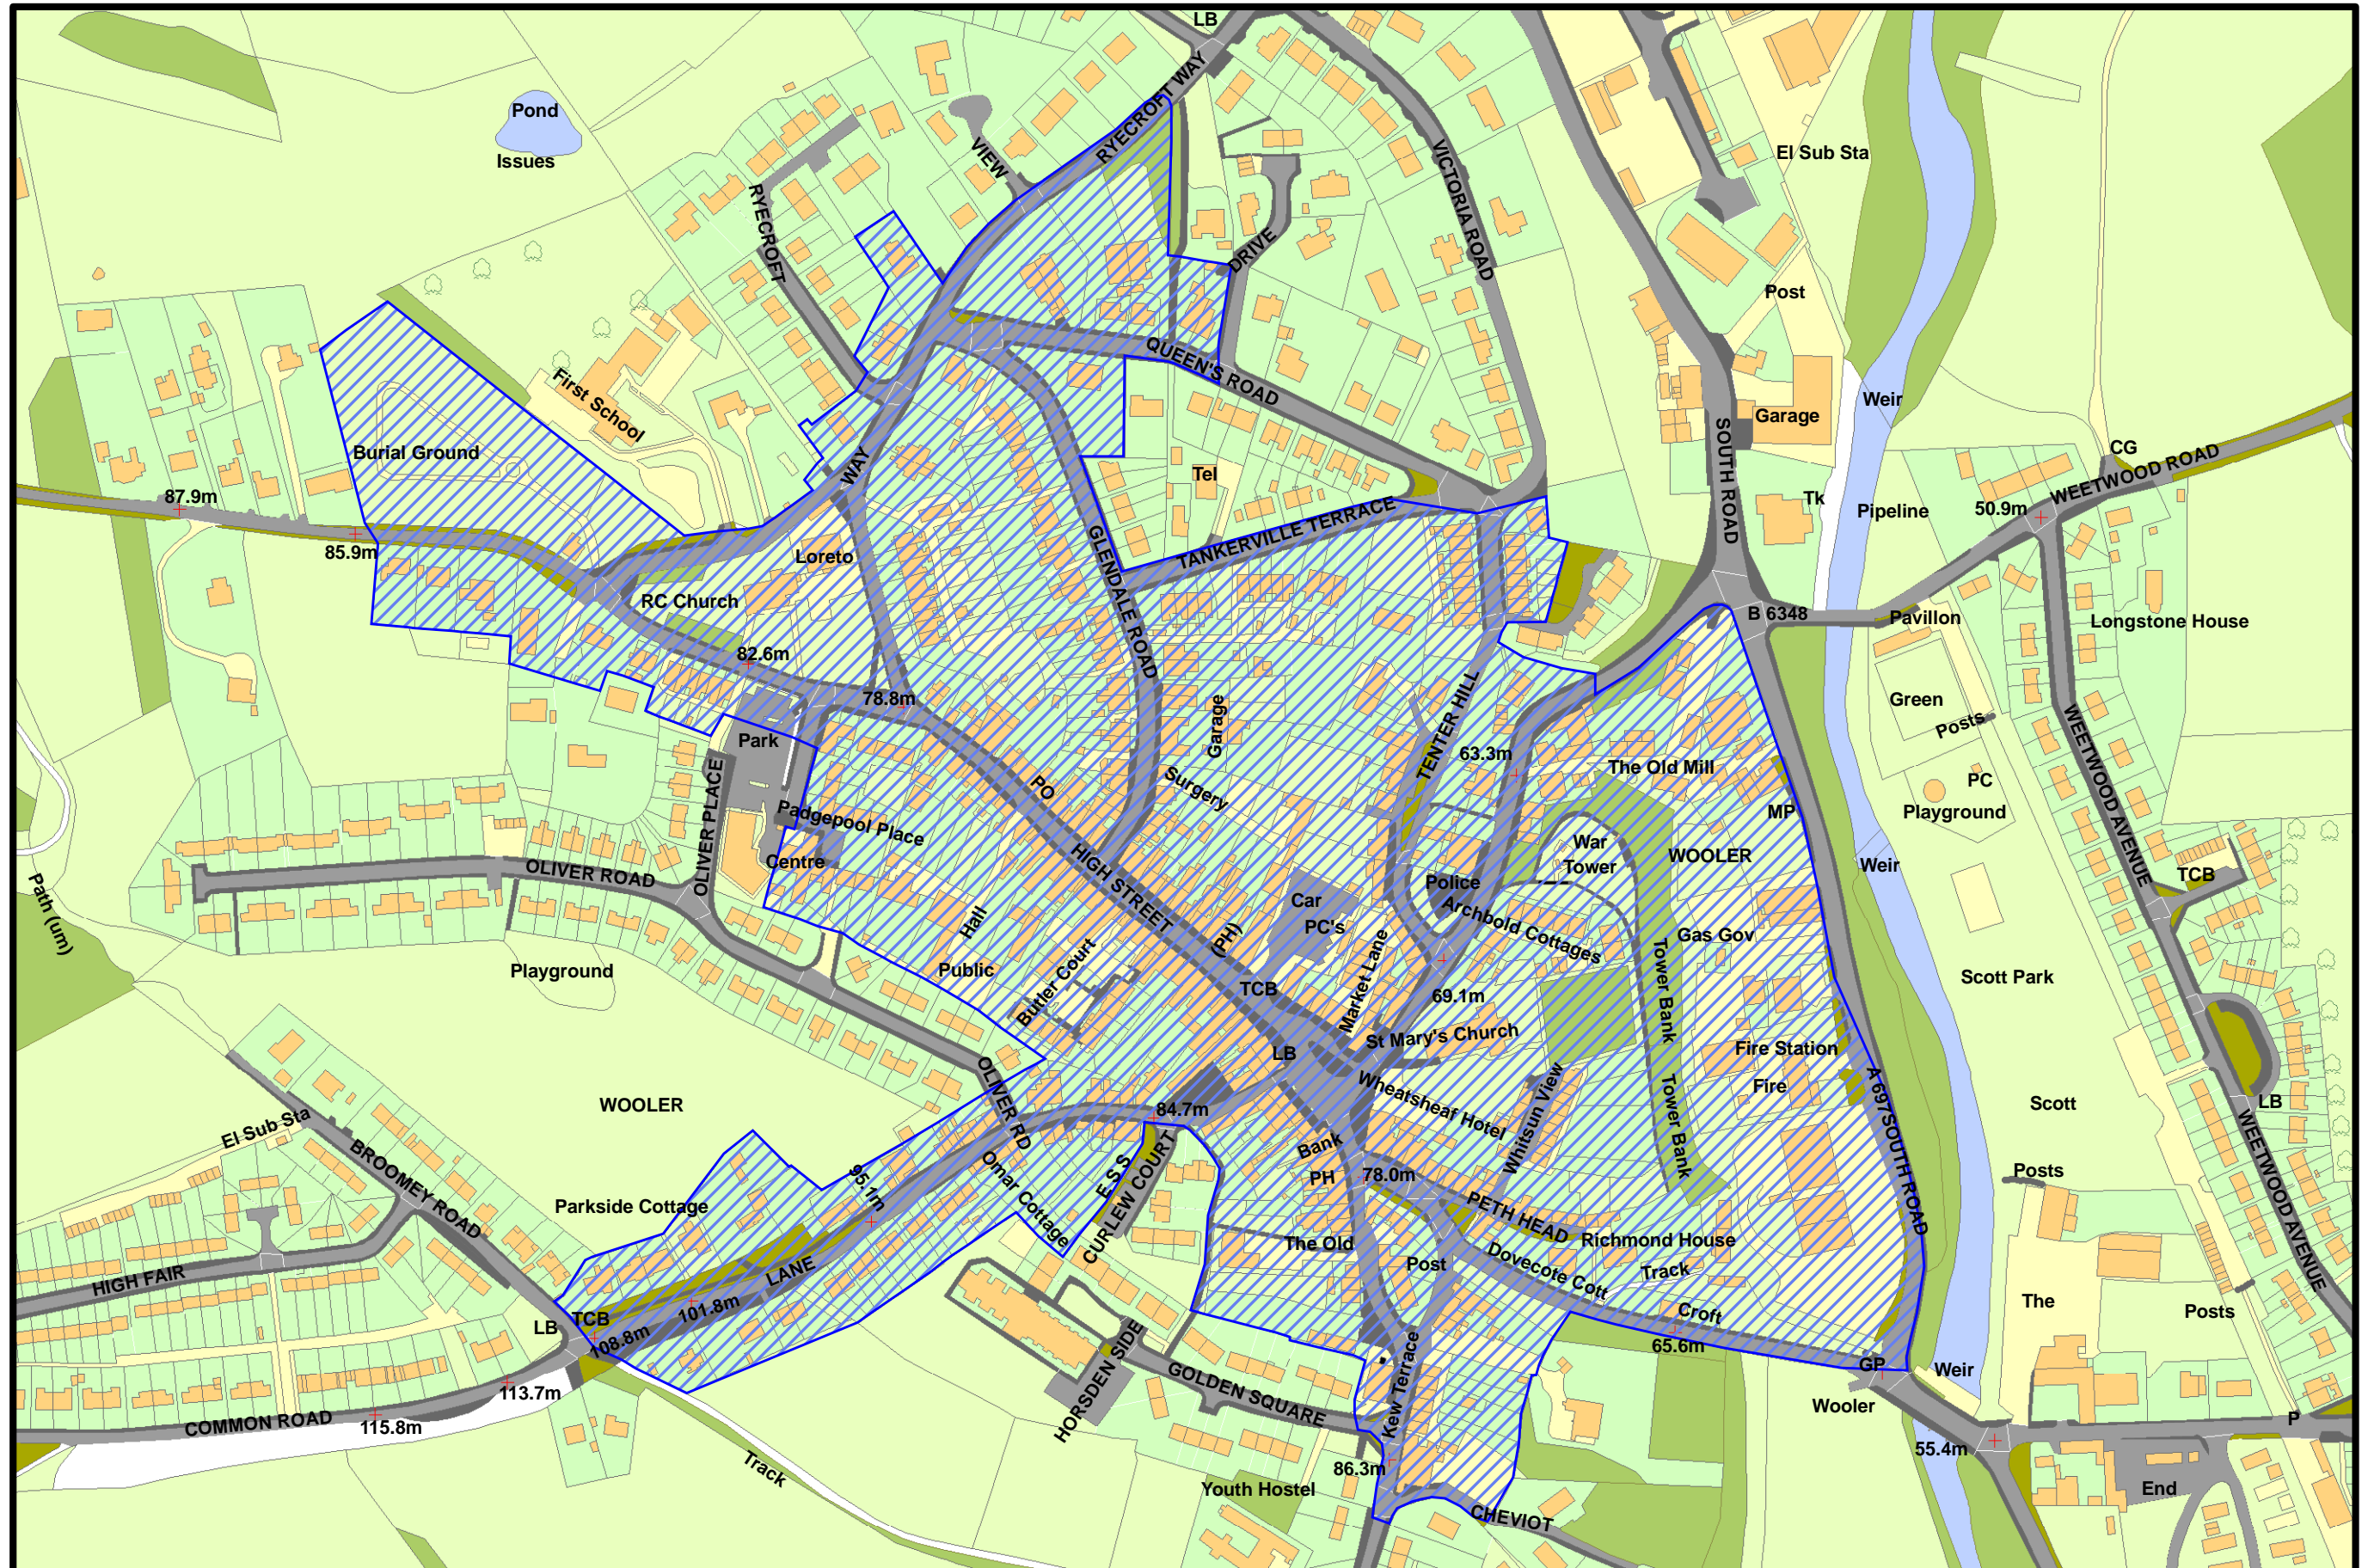 LB
Pond
Issues
RYECROFT WAY
VIEW
RYECROFT
VICTORIA ROAD
El Sub Sta
DRIVE
Post
QUEEN'S ROAD
First School
Weir
Garage
SOUTH ROAD
CG
WEETWOOD ROAD
Burial Ground
WAY
Tel
87.9m
85.9m
Tk
Pipeline
50.9m
TANKERVILLE TERRACE
GLENDALE ROAD
Loreto
RC Church
B 6348
Pavillon
Longstone House
82.6m
78.8m
Green
Posts
Park
Garage
TENTER HILL
63.3m
The Old Mill
WEETWOOD AVENUE
PO
Surgery
PC
Playground
MP
OLIVER PLACE
Padgepool Place
Centre
War
Tower
WOOLER
Weir
HIGH STREET
OLIVER ROAD
Police
TCB
Path (um)
Car
PC's
Archbold Cottages
Hall
(PH)
Gas Gov
Tower Bank
Playground
Public
Butler Court
Market Lane
Scott Park
TCB
69.1m
St Mary's Church
LB
Fire Station
Fire
Wheatsheaf Hotel
Whitsun View
Tower Bank
A 697SOUTH ROAD
WOOLER
OLIVER RD
84.7m
Scott
LB
El Sub Sta
BROOMEY ROAD
Bank
PH
78.0m
Posts
WEETWOOD AVENUE
Parkside Cottage
95.1m
Omar Cottage
E S S
CURLEW COURT
PETH HEAD
Richmond House
The Old
Post
Dovecote Cott
Track
HIGH FAIR
LANE
101.8m
Croft
The
Posts
TCB
LB
108.8m
65.6m
HORSDEN SIDE
GOLDEN SQUARE
Kew Terrace
GP
Weir
Wooler
113.7m
COMMON ROAD
115.8m
P
55.4m
Track
86.3m
Youth Hostel
End
CHEVIOT